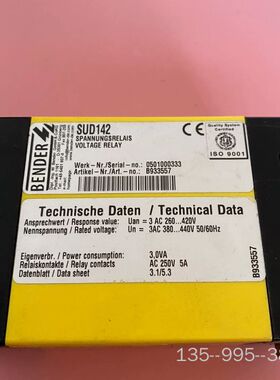 BENDER
SUD142
SPANNUNGSRELAIS
VOLTAGE RELAY
Quality System
Certified
ISO 9001
Werk-Nr./Serial-no.: 0501000333
Artikel-Nr./Art.-no.: B933557
Technische Daten / Technical Data
Ansprechwert / Response value: Uan = 3 AC 260...420V
Nennspannung / Rated voltage: Un = 3AC 380...440V 50/60Hz
Eigenverbr. / Power consumption: 3,0VA
Relaiskontakte / Relay contacts AC 250V 5A
Datenblatt / Data sheet 3.1/5.3
B933557
135-995-3